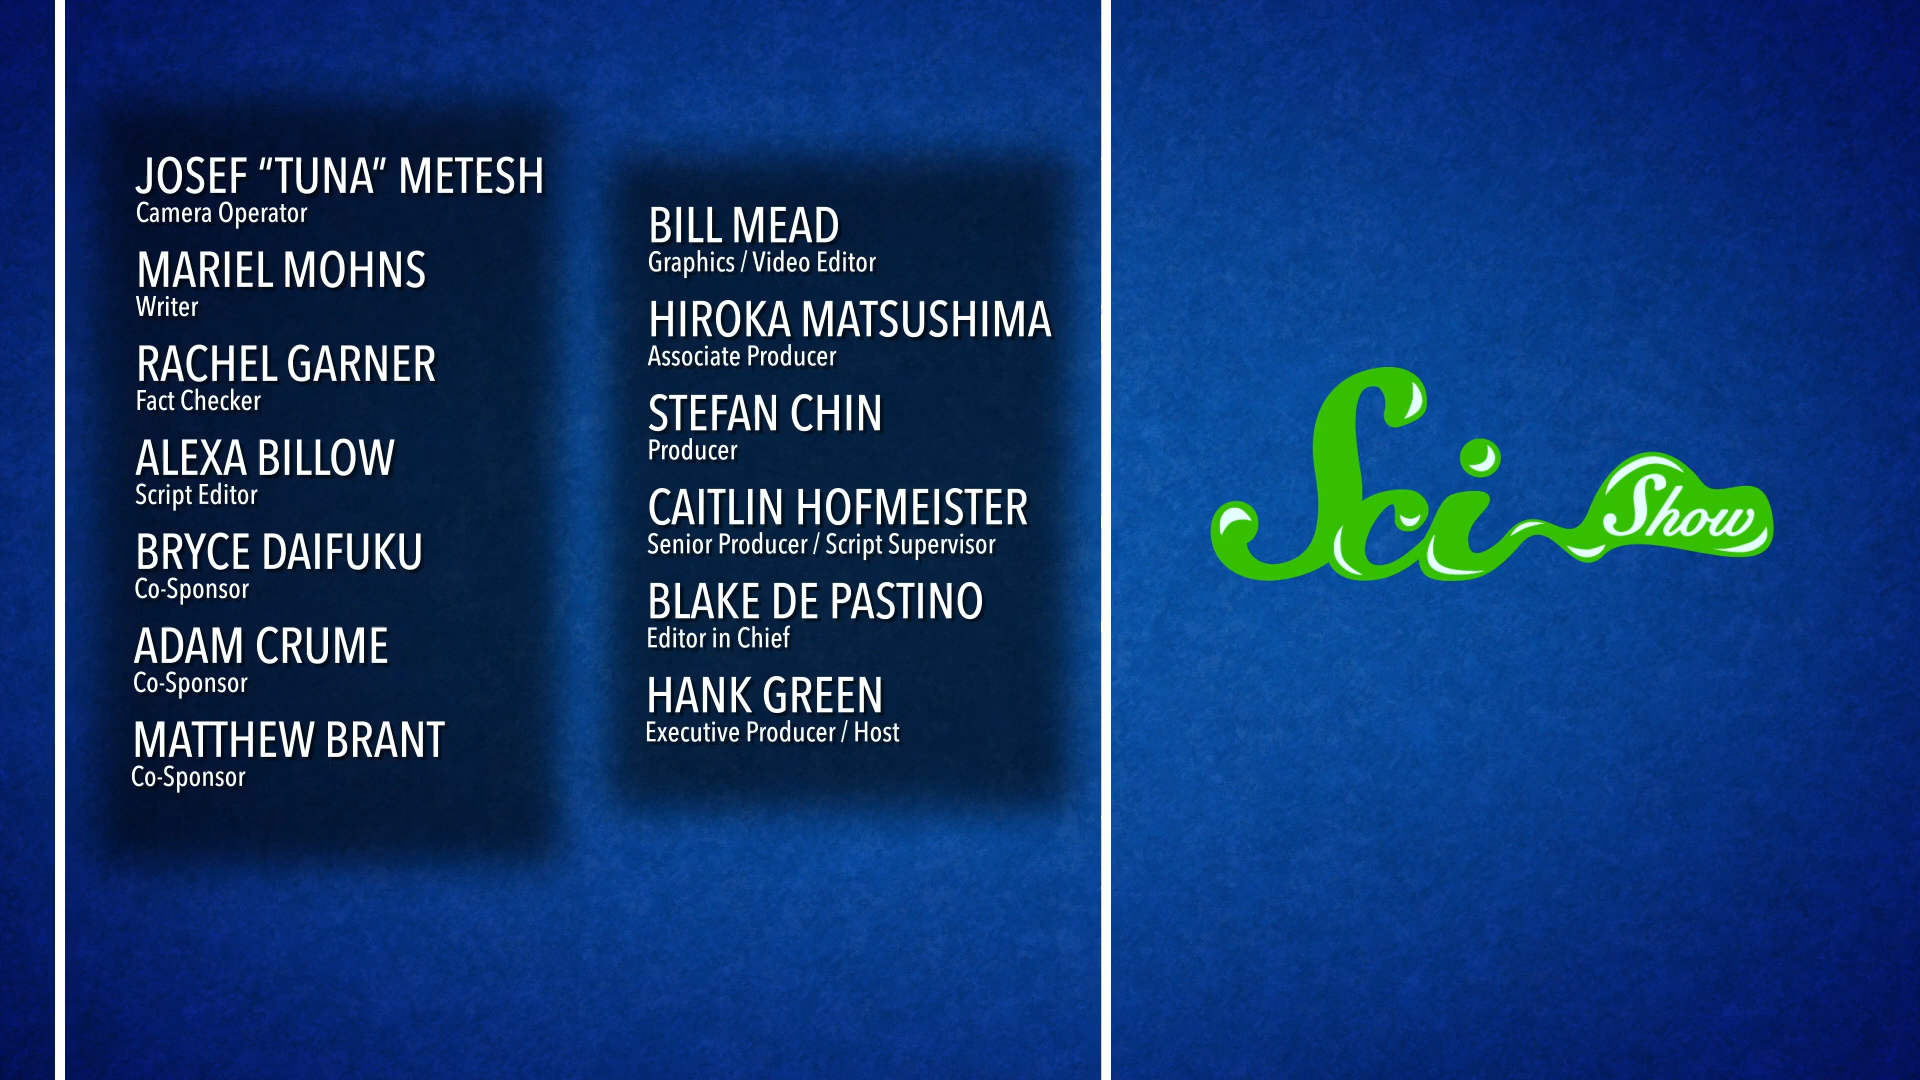 JOSEF “TUNA” METESH
Camera Operator
MARIEL MOHNS
Writer
RACHEL GARNER
Fact Checker
ALEXA BILLOW
Script Editor
BRYCE DAIFUKU
Co-Sponsor
ADAM CRUME
Co-Sponsor
MATTHEW BRANT
Co-Sponsor
BILL MEAD
Graphics / Video Editor
HIROKA MATSUSHIMA
Associate Producer
STEFAN CHIN
Producer
CAITLIN HOFMEISTER
Senior Producer / Script Supervisor
BLAKE DE PASTINO
Editor in Chief
HANK GREEN
Executive Producer / Host
Sci Show